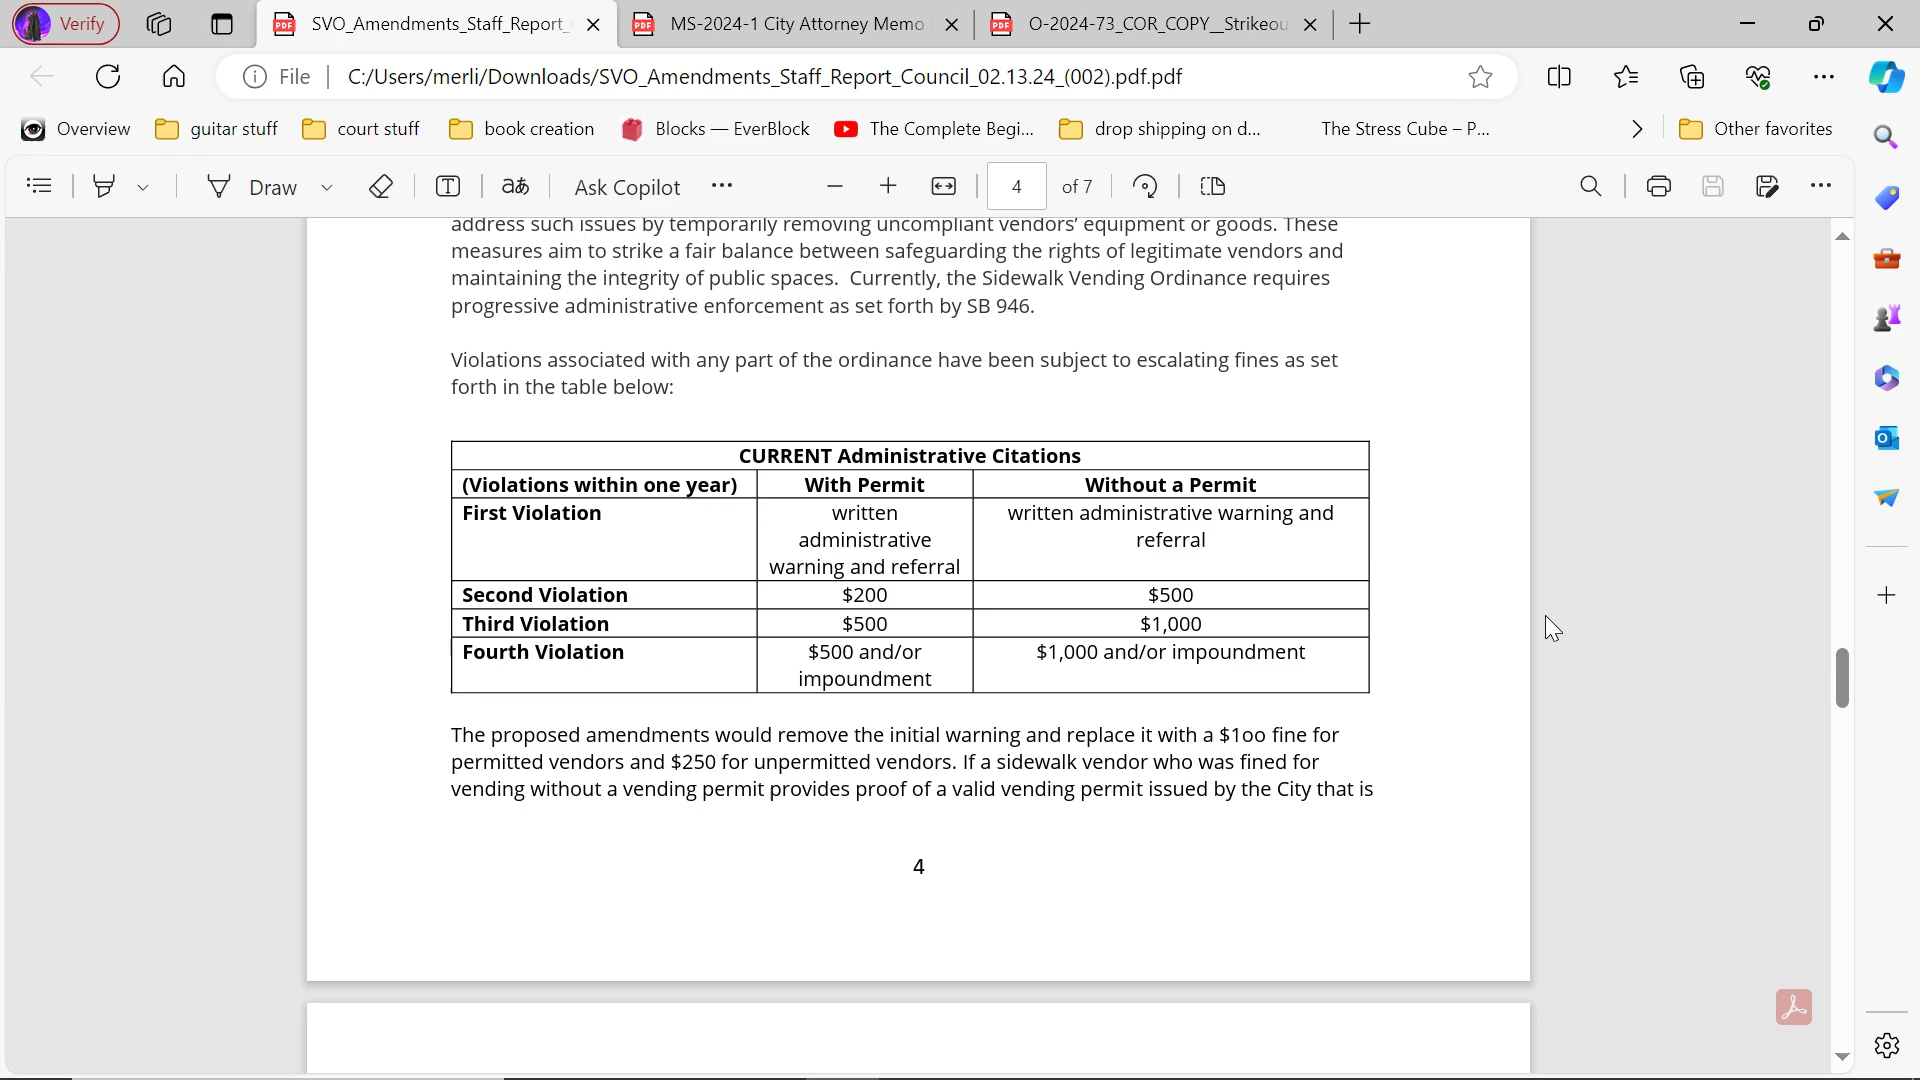 Verify
SVO_Amendments_Staff_Report_
MS-2024-1 City Attorney Memo
O-2024-73_COR_COPY__Strikeou
File
C:/Users/merli/Downloads/SVO_Amendments_Staff_Report_Council_02.13.24_(002).pdf.pdf
Overview
guitar stuff
court stuff
book creation
Blocks — EverBlock
The Complete Begi...
drop shipping on d...
The Stress Cube – P...
Other favorites
Draw
Ask Copilot
4
of 7
address such issues by temporarily removing uncompliant vendors' equipment or goods. These
measures aim to strike a fair balance between safeguarding the rights of legitimate vendors and
maintaining the integrity of public spaces. Currently, the Sidewalk Vending Ordinance requires
progressive administrative enforcement as set forth by SB 946.
Violations associated with any part of the ordinance have been subject to escalating fines as set
forth in the table below:
CURRENT Administrative Citations
(Violations within one year) With Permit Without a Permit
First Violation written administrative warning and
administrative referral
warning and referral
Second Violation $200 $500
Third Violation $500 $1,000
Fourth Violation $500 and/or $1,000 and/or impoundment
impoundment
The proposed amendments would remove the initial warning and replace it with a $1oo fine for
permitted vendors and $250 for unpermitted vendors. If a sidewalk vendor who was fined for
vending without a vending permit provides proof of a valid vending permit issued by the City that is
4